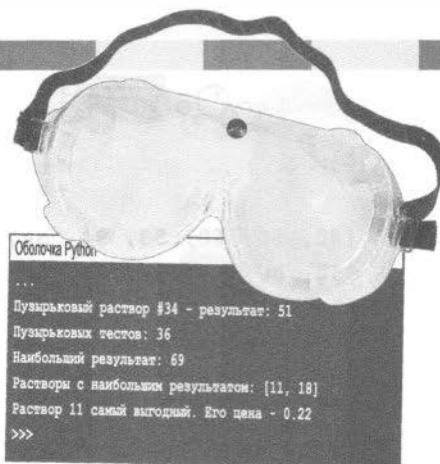 Оболочка Python
...
Пузырьковый раствор #34 - результат: 51
Пузырьковых тестов: 36
Наибольший результат: 69
Растворы с наибольшим результатом: [11, 18]
Раствор 11 самый выгодный. Его цена - 0.22
>>>